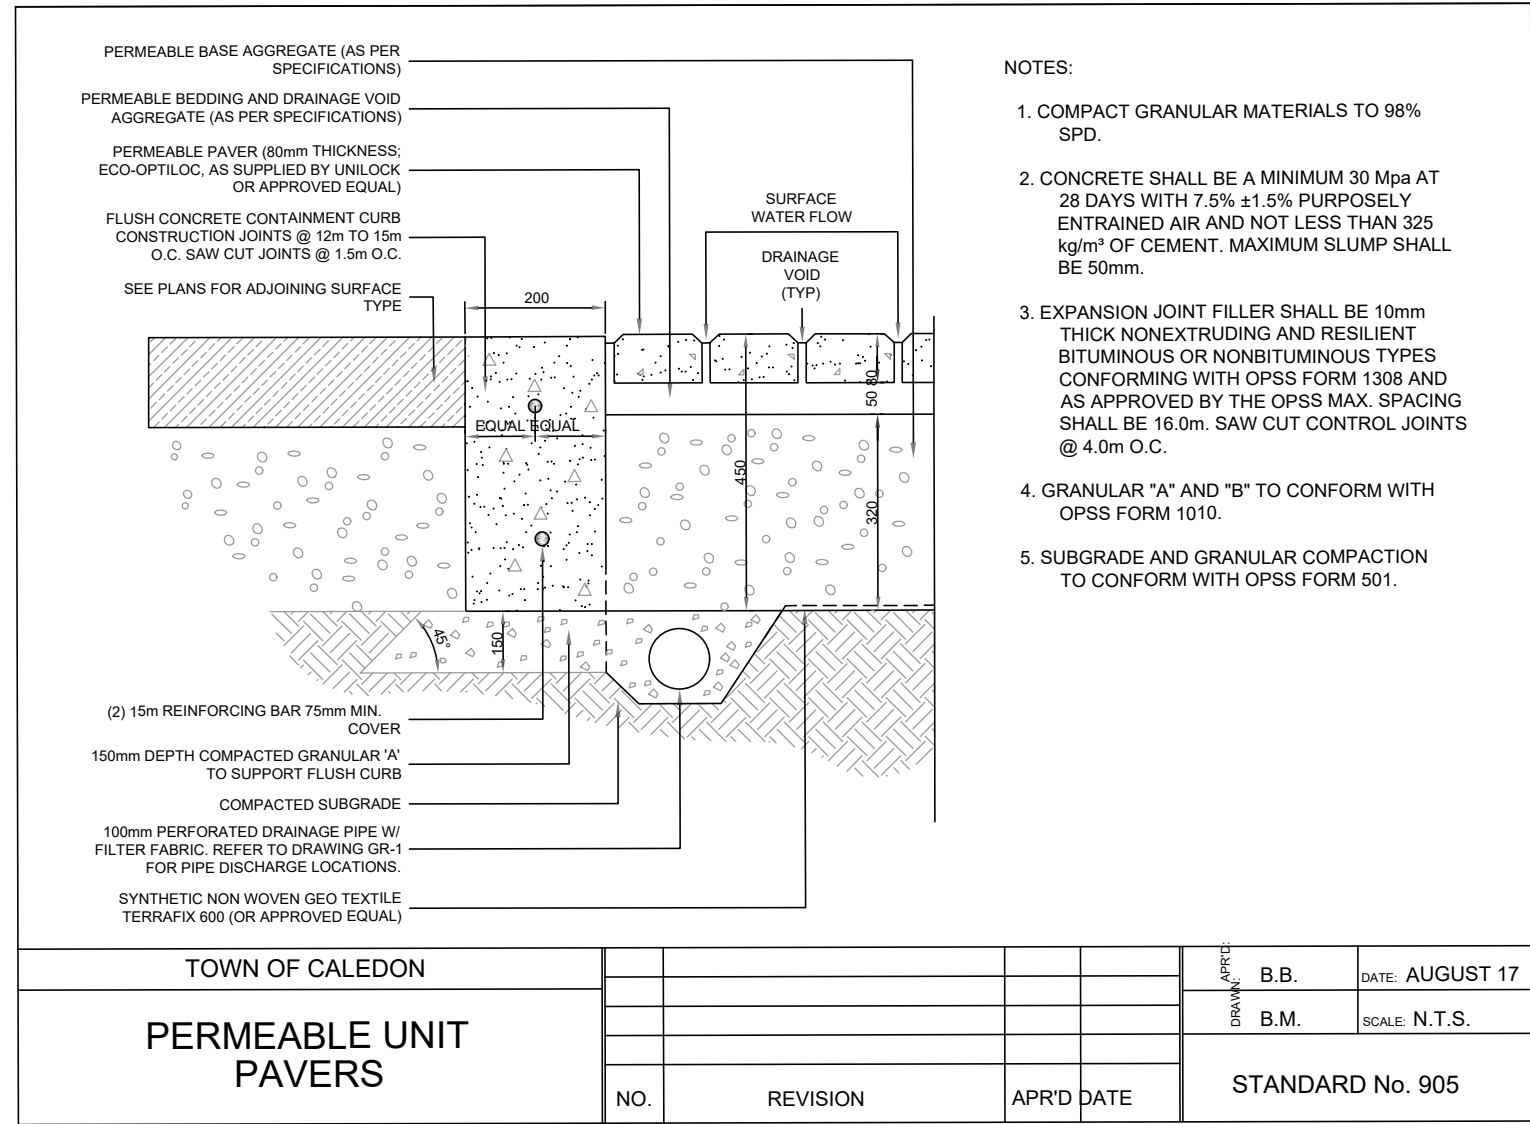 PERMEABLE BASE AGGREGATE (AS PER
SPECIFICATIONS)
PERMEABLE BEDDING AND DRAINAGE VOID
AGGREGATE (AS PER SPECIFICATIONS)
PERMEABLE PAVER (80mm THICKNESS;
ECO-OPTILOC, AS SUPPLIED BY UNILOCK
OR APPROVED EQUAL)
FLUSH CONCRETE CONTAINMENT CURB
CONSTRUCTION JOINTS @ 12m TO 15m
O.C. SAW CUT JOINTS @ 1.5m O.C.
SEE PLANS FOR ADJOINING SURFACE
TYPE
SURFACE
WATER FLOW
DRAINAGE
VOID
(TYP)
200
EQUAL EQUAL
450
80
50
320
45°
150
(2) 15m REINFORCING BAR 75mm MIN.
COVER
150mm DEPTH COMPACTED GRANULAR 'A'
TO SUPPORT FLUSH CURB
COMPACTED SUBGRADE
100mm PERFORATED DRAINAGE PIPE W/
FILTER FABRIC. REFER TO DRAWING GR-1
FOR PIPE DISCHARGE LOCATIONS.
SYNTHETIC NON WOVEN GEO TEXTILE
TERRAFIX 600 (OR APPROVED EQUAL)
NOTES:
1. COMPACT GRANULAR MATERIALS TO 98%
SPD.
2. CONCRETE SHALL BE A MINIMUM 30 Mpa AT
28 DAYS WITH 7.5% ±1.5% PURPOSELY
ENTRAINED AIR AND NOT LESS THAN 325
kg/m³ OF CEMENT. MAXIMUM SLUMP SHALL
BE 50mm.
3. EXPANSION JOINT FILLER SHALL BE 10mm
THICK NONEXTRUDING AND RESILIENT
BITUMINOUS OR NONBITUMINOUS TYPES
CONFORMING WITH OPSS FORM 1308 AND
AS APPROVED BY THE OPSS MAX. SPACING
SHALL BE 16.0m. SAW CUT CONTROL JOINTS
@ 4.0m O.C.
4. GRANULAR "A" AND "B" TO CONFORM WITH
OPSS FORM 1010.
5. SUBGRADE AND GRANULAR COMPACTION
TO CONFORM WITH OPSS FORM 501.
TOWN OF CALEDON
PERMEABLE UNIT
PAVERS
NO. REVISION APR'D DATE
APR'D: B.B. DATE: AUGUST 17
DRAWN: B.M. SCALE: N.T.S.
STANDARD No. 905